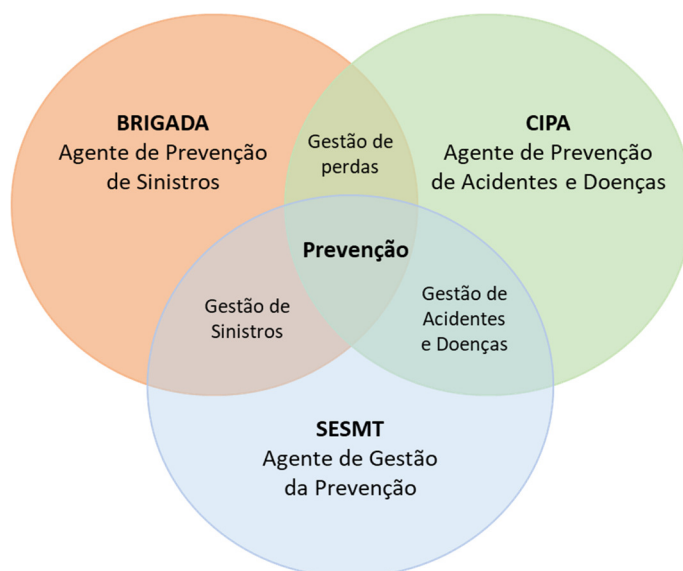 BRIGADA
Agente de Prevenção
de Sinistros
Gestão de
perdas
CIPA
Agente de Prevenção
de Acidentes e Doenças
Prevenção
Gestão de
Sinistros
Gestão de
Acidentes
e Doenças
SESMT
Agente de Gestão
da Prevenção